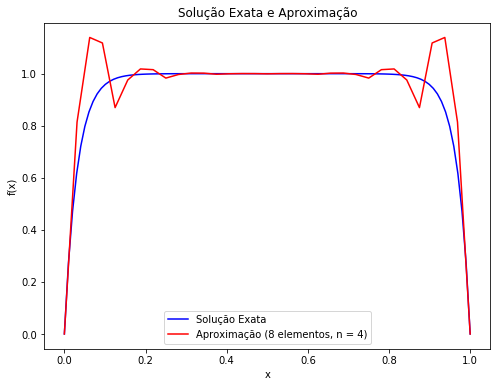 Solução Exata e Aproximação
f(x)
1.0
0.8
0.6
0.4
0.2
0.0
Solução Exata
Aproximação (8 elementos, n = 4)
0.0 0.2 0.4 0.6 0.8 1.0
x